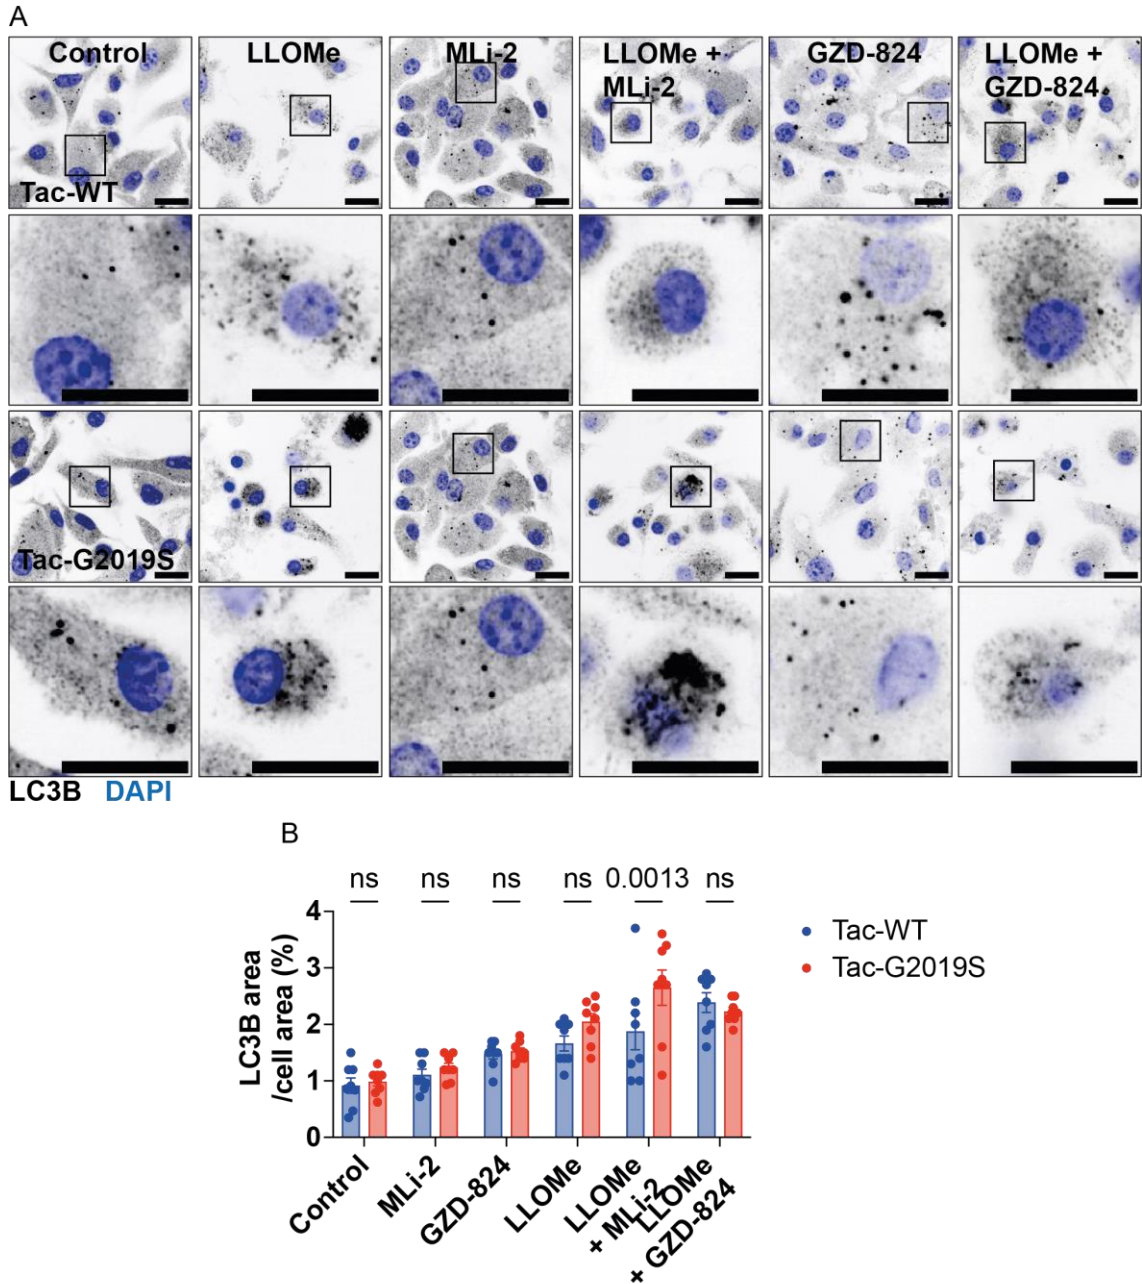 A
Control
LLOMe
MLi-2
LLOMe +
MLi-2
GZD-824
LLOMe +
GZD-824
Tac-WT
Tac-G2019S
LC3B DAPI
B
ns ns ns ns 0.0013 ns
4
3
2
1
0
LC3B area
/cell area (%)
Tac-WT
Tac-G2019S
Control
MLi-2
GZD-824
LLOMe
LLOMe
+ MLi-2
LLOMe
+ GZD-824